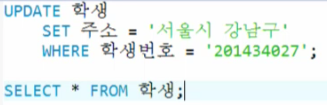 UPDATE 학생
SET 주소 = '서울시 강남구'
WHERE 학생번호 = '201434027';
SELECT * FROM 학생;